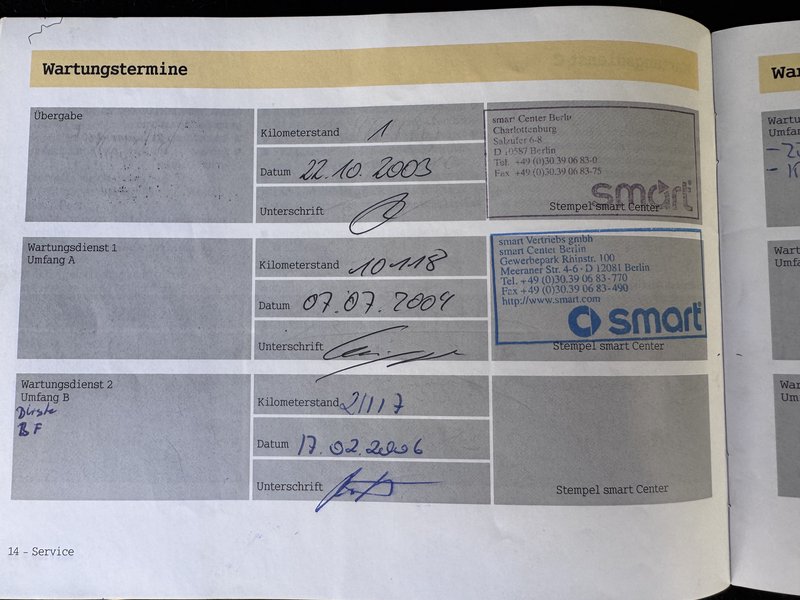 Wartungstermine
Übergabe
Kilometerstand 1
Datum 22.10.2003
Unterschrift
smart Center Berlin
Charlottenburg
Salzufer 6-8
D 10587 Berlin
Tel. +49 (0)30.39 06 83-0
Fax +49 (0)30.39 06 83-75
smart
Stempel smart Center
Wartungsdienst 1
Umfang A
Kilometerstand 10118
Datum 07.07.2004
Unterschrift
smart Vertriebs gmbh
smart Center Berlin
Gewerbepark Rhinstr. 100
Meeraner Str. 4-6 · D 12081 Berlin
Tel. +49 (0)30.39 06 83-770
Fax +49 (0)30.39 06 83-490
http://www.smart.com
smart
Stempel smart Center
Wartungsdienst 2
Umfang B
BF
Kilometerstand 21117
Datum 17.02.2006
Unterschrift
Stempel smart Center
14 - Service